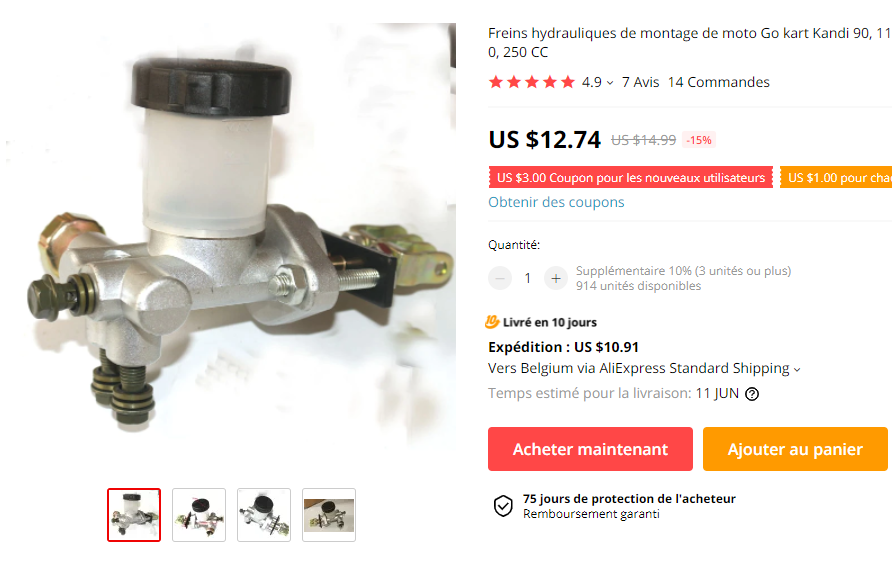 Freins hydrauliques de montage de moto Go kart Kandi 90, 11
0, 250 CC
4.9 7 Avis 14 Commandes
US $12.74 US $14.99 -15%
US $3.00 Coupon pour les nouveaux utilisateurs US $1.00 pour
Obtenir des coupons
Quantité:
1 Supplémentaire 10% (3 unités ou plus)
914 unités disponibles
Livré en 10 jours
Expédition : US $10.91
Vers Belgium via AliExpress Standard Shipping
Temps estimé pour la livraison: 11 JUN
Acheter maintenant Ajouter au panier
75 jours de protection de l'acheteur
Remboursement garanti